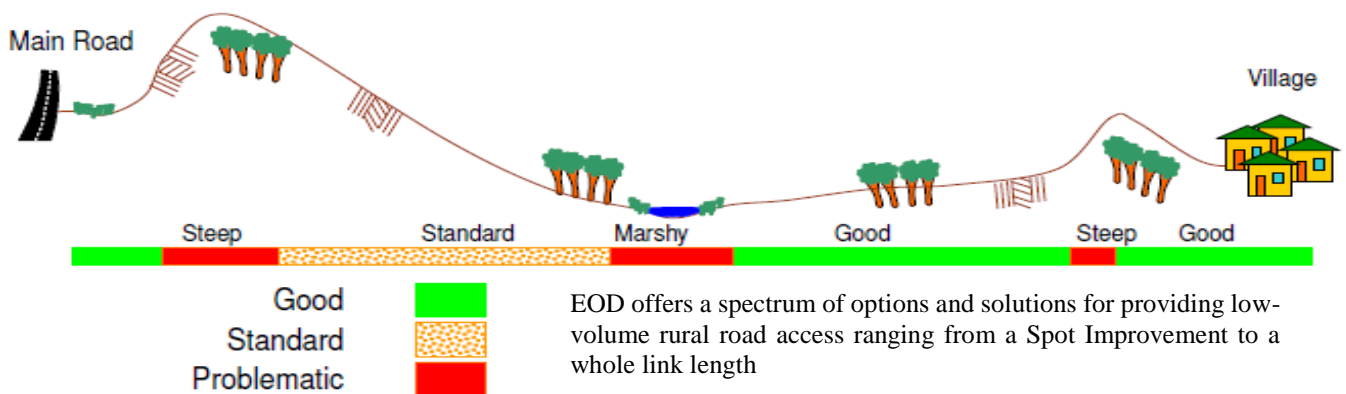 Main Road
Village
Steep
Standard
Marshy
Good
Steep
Good
Good
Standard
Problematic
EOD offers a spectrum of options and solutions for providing low-
volume rural road access ranging from a Spot Improvement to a
whole link length